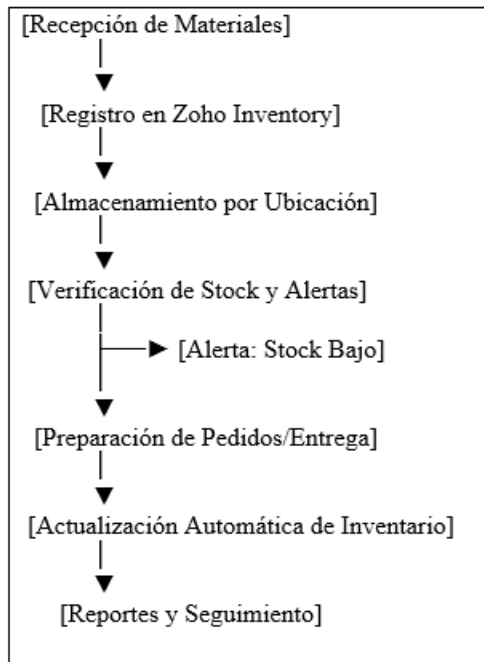 [Recepción de Materiales]
[Registro en Zoho Inventory]
[Almacenamiento por Ubicación]
[Verificación de Stock y Alertas]
[Alerta: Stock Bajo]
[Preparación de Pedidos/Entrega]
[Actualización Automática de Inventario]
[Reportes y Seguimiento]